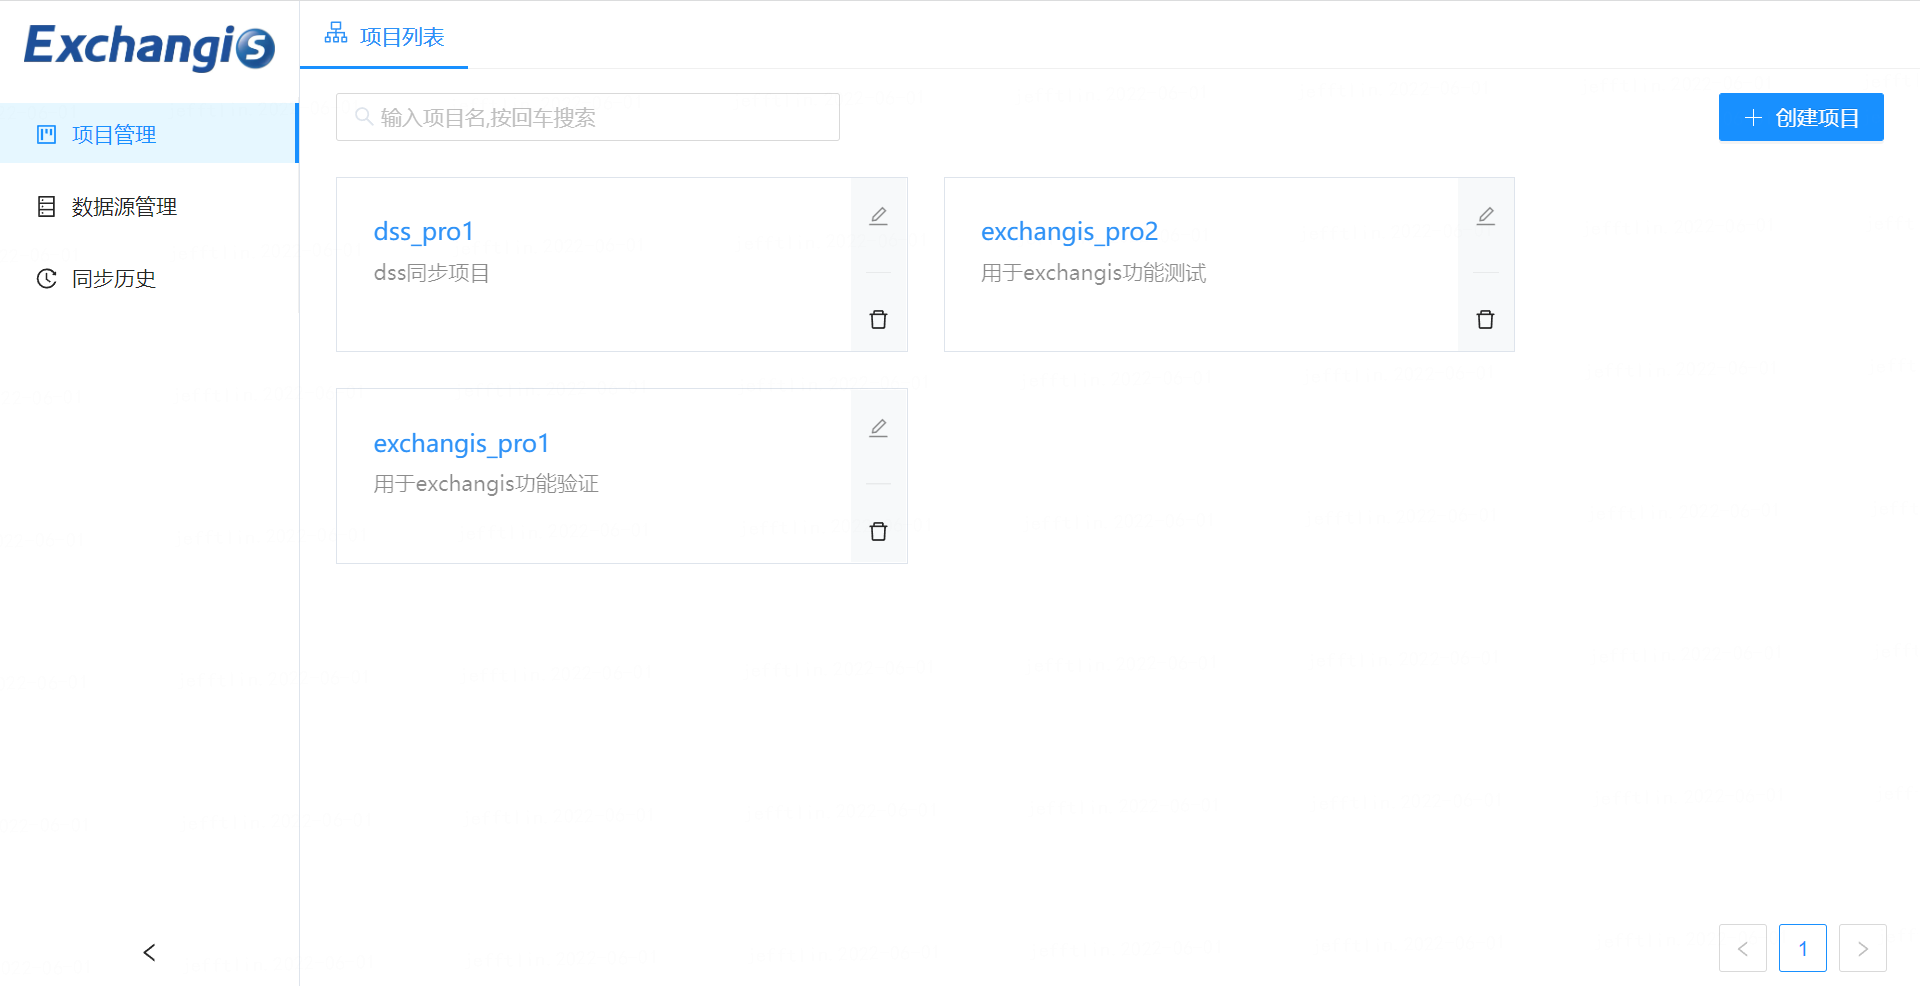 Exchangis
项目管理
数据源管理
同步历史
项目列表
输入项目名,按回车搜索
创建项目
dss_pro1
dss同步项目
exchangis_pro2
用于exchangis功能测试
exchangis_pro1
用于exchangis功能验证
1